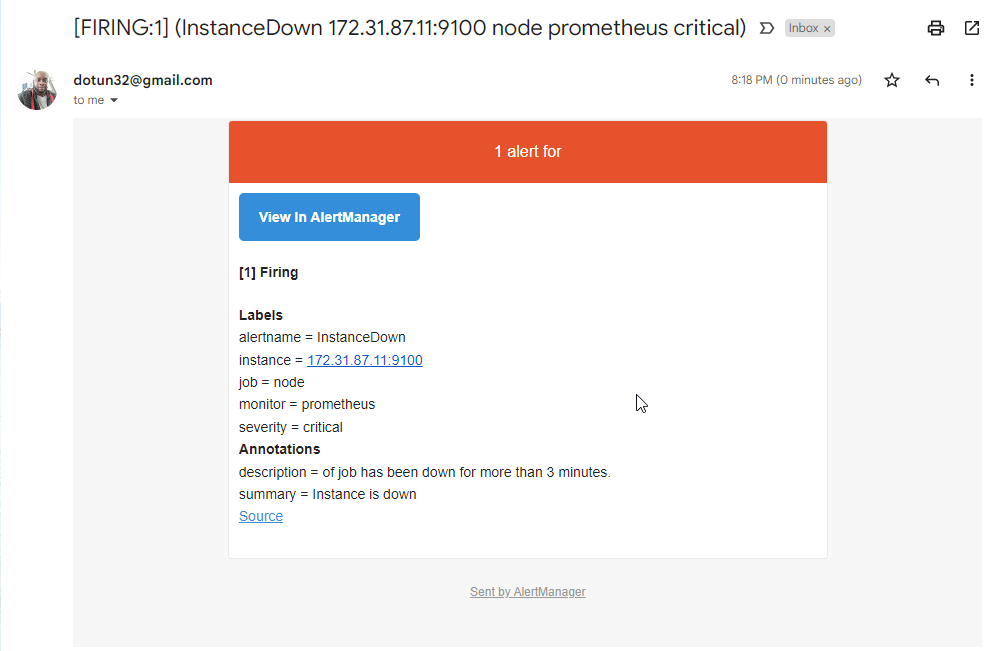 [FIRING:1] (InstanceDown 172.31.87.11:9100 node prometheus critical) Inbox ×
dotun32@gmail.com 8:18 PM (0 minutes ago)
to me
1 alert for
View In AlertManager
[1] Firing
Labels
alertname = InstanceDown
instance = 172.31.87.11:9100
job = node
monitor = prometheus
severity = critical
Annotations
description = of job has been down for more than 3 minutes.
summary = Instance is down
Source
Sent by AlertManager